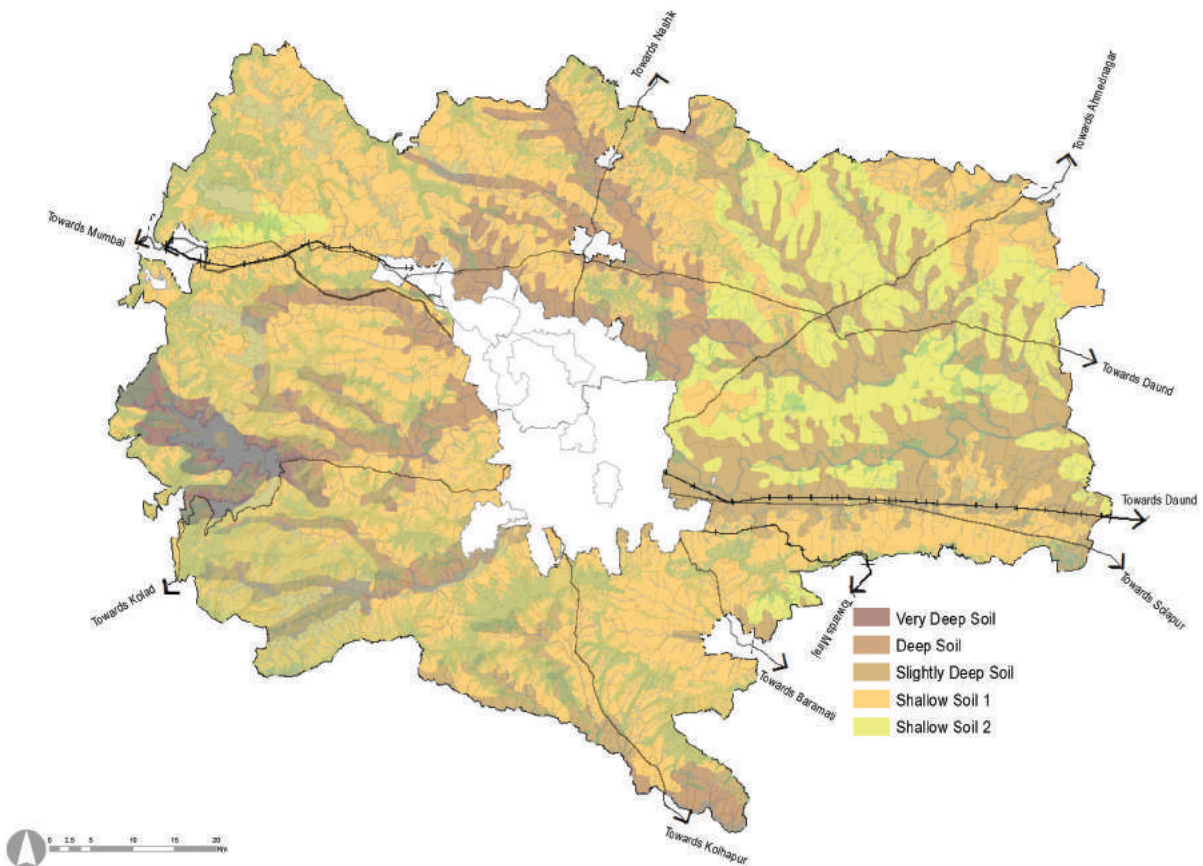 Towards Nashik
Towards Ahmednagar
Towards Mumbai
Towards Daund
Towards Daund
Towards Solapur
Towards Kolad
Towards Miraj
Towards Baramati
Towards Kolhapur
Very Deep Soil
Deep Soil
Slightly Deep Soil
Shallow Soil 1
Shallow Soil 2
0 2.5 5 10 15 20
Km